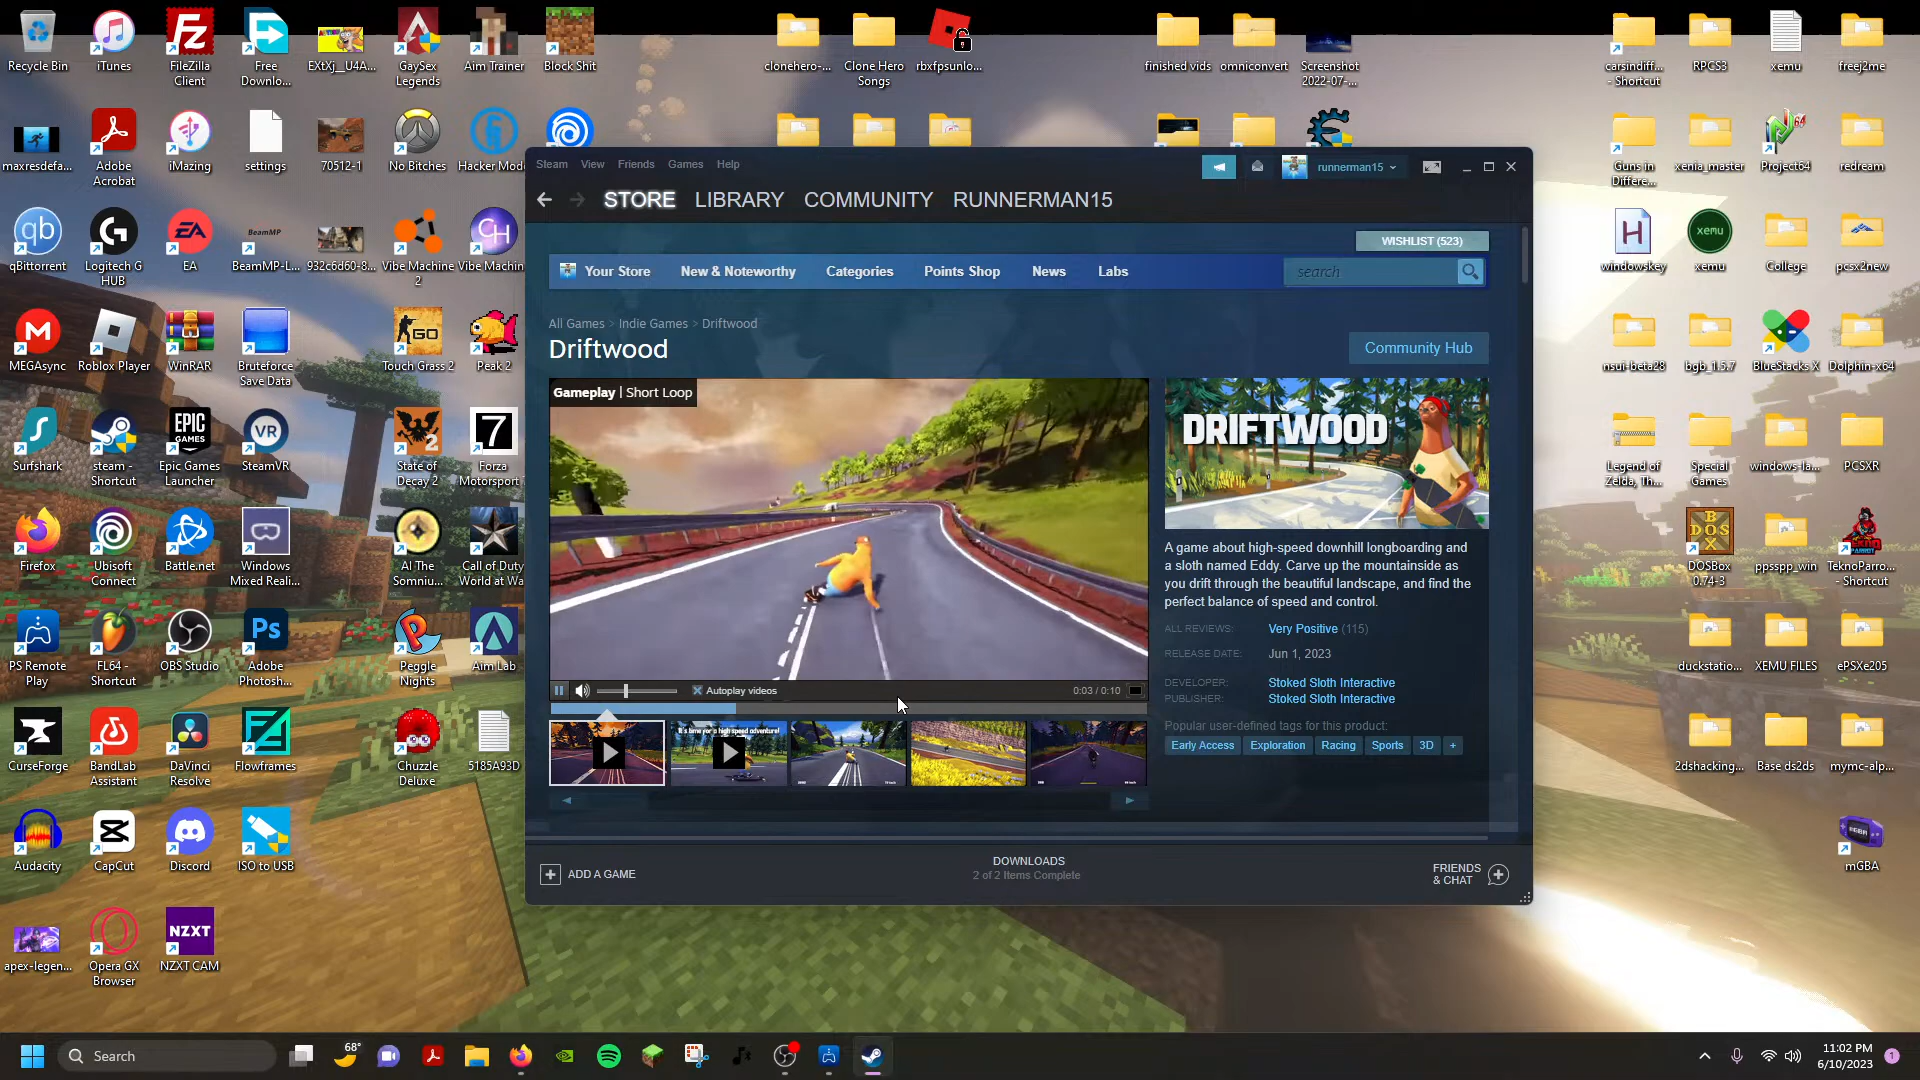 Recycle Bin
iTunes
FileZilla Client
Free Downlo...
EXtXj__U4A...
GaySex Legends
Aim Trainer
Block Shit
clonehero-...
Clone Hero Songs
rbxfpsunlo...
finished vids
omniconvert
Screenshot 2022-07-...
carsindiff... - Shortcut
RPCS3
xemu
freej2me
maxresdefa...
Adobe Acrobat
iMazing
settings
70512-1
No Bitches
Hacker Mode
Guns in Differe...
xenia_master
Project64
redream
qBittorrent
Logitech G HUB
EA
BeamMP
BeamMP-L...
932c6d60-8...
Vibe Machine 2
Vibe Machin
windowskey
xemu
College
pcsx2new
MEGAsync
Roblox Player
WinRAR
Bruteforce Save Data
Touch Grass 2
Peak 2
nsui-beta28
bgb_1.5.7
BlueStacks X
Dolphin-x64
Surfshark
steam - Shortcut
Epic Games Launcher
SteamVR
State of Decay 2
Forza Motorsport
Legend of Zelda, Th...
Special Games
windows-la...
PCSXR
Firefox
Ubisoft Connect
Battle.net
Windows Mixed Reali...
AI The Somniu...
Call of Duty World at Wa
DOSBox 0.74-3
ppsspp_win
TeknoParro... - Shortcut
PS Remote Play
FL64 - Shortcut
OBS Studio
Adobe Photosh...
Peggle Nights
Aim Lab
duckstatio...
XEMU FILES
ePSXe205
CurseForge
BandLab Assistant
DaVinci Resolve
Flowframes
Chuzzle Deluxe
5185A93D
2dshacking...
Base ds2ds
mymc-alp...
Audacity
CapCut
Discord
ISO to USB
mGBA
apex-legen...
Opera GX Browser
NZXT
NZXT CAM
Steam View Friends Games Help
runnerman15
STORE LIBRARY COMMUNITY RUNNERMAN15
WISHLIST (523)
Your Store New & Noteworthy Categories Points Shop News Labs
search
All Games > Indie Games > Driftwood
Driftwood
Community Hub
Gameplay | Short Loop
DRIFTWOOD
A game about high-speed downhill longboarding and
a sloth named Eddy. Carve up the mountainside as
you drift through the beautiful landscape, and find the
perfect balance of speed and control.
ALL REVIEWS: Very Positive (115)
RELEASE DATE: Jun 1, 2023
DEVELOPER: Stoked Sloth Interactive
PUBLISHER: Stoked Sloth Interactive
Popular user-defined tags for this product:
Early Access Exploration Racing Sports 3D +
Autoplay videos
0:03 / 0:10
It's time for a high speed adventure!
ADD A GAME
DOWNLOADS
2 of 2 Items Complete
FRIENDS
& CHAT
Search
68°
11:02 PM
6/10/2023
1